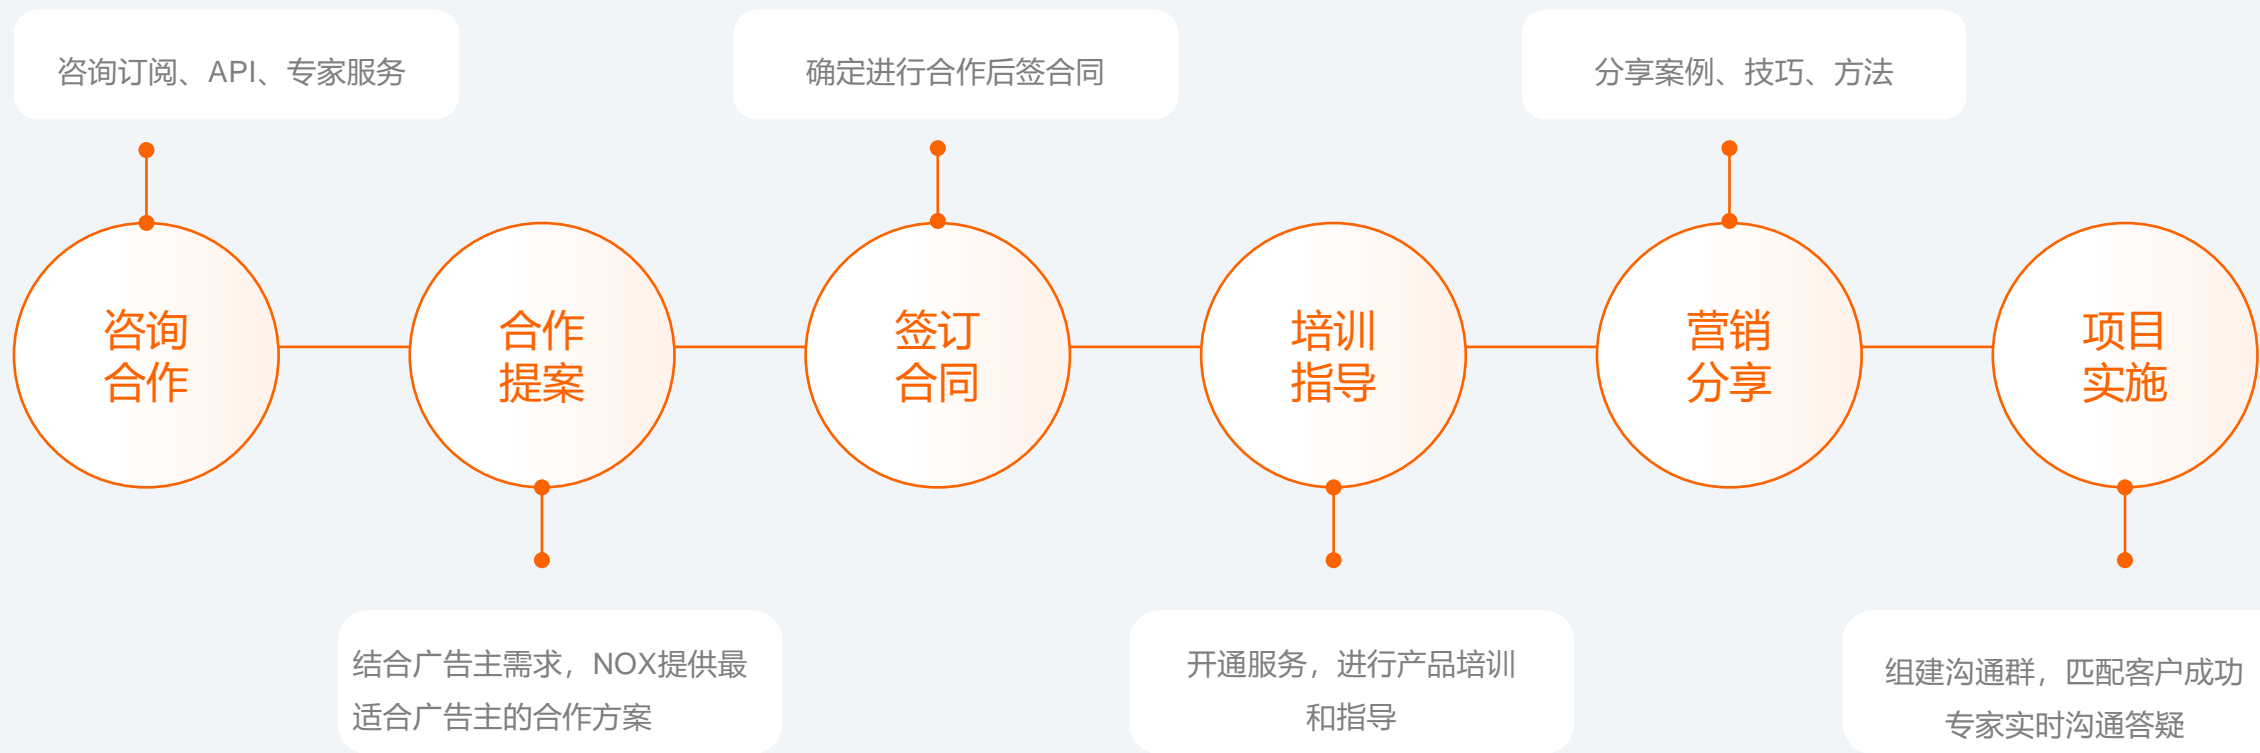 咨询订阅、API、专家服务
确定进行合作后签合同
分享案例、技巧、方法
咨询
合作
合作
提案
签订
合同
培训
指导
营销
分享
项目
实施
结合广告主需求，NOX提供最
适合广告主的合作方案
开通服务，进行产品培训
和指导
组建沟通群，匹配客户成功
专家实时沟通答疑